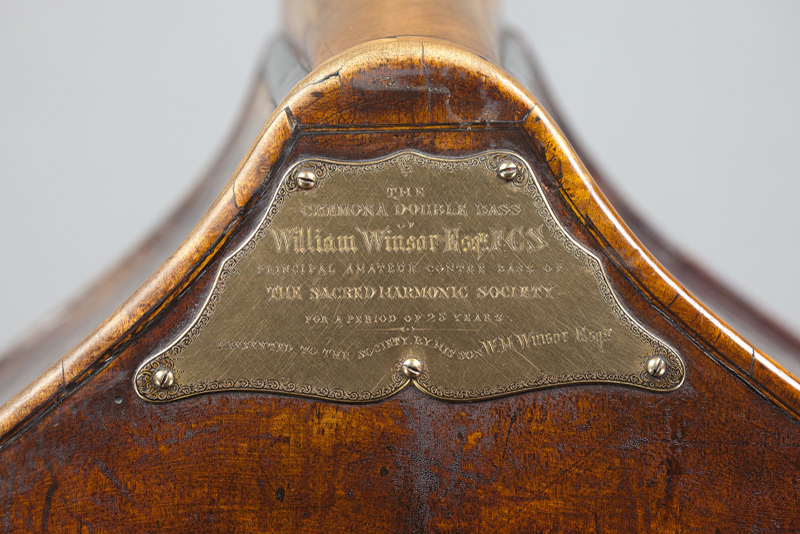 THE
CREMONA DOUBLE BASS
OF
William Winsor Esqr. F.C.S.
PRINCIPAL AMATEUR CONTRE BASS OF
THE SACRED HARMONIC SOCIETY.
FOR A PERIOD OF 25 YEARS.
PRESENTED TO THE SOCIETY, BY HIS SON W.M. Winsor Esqr.